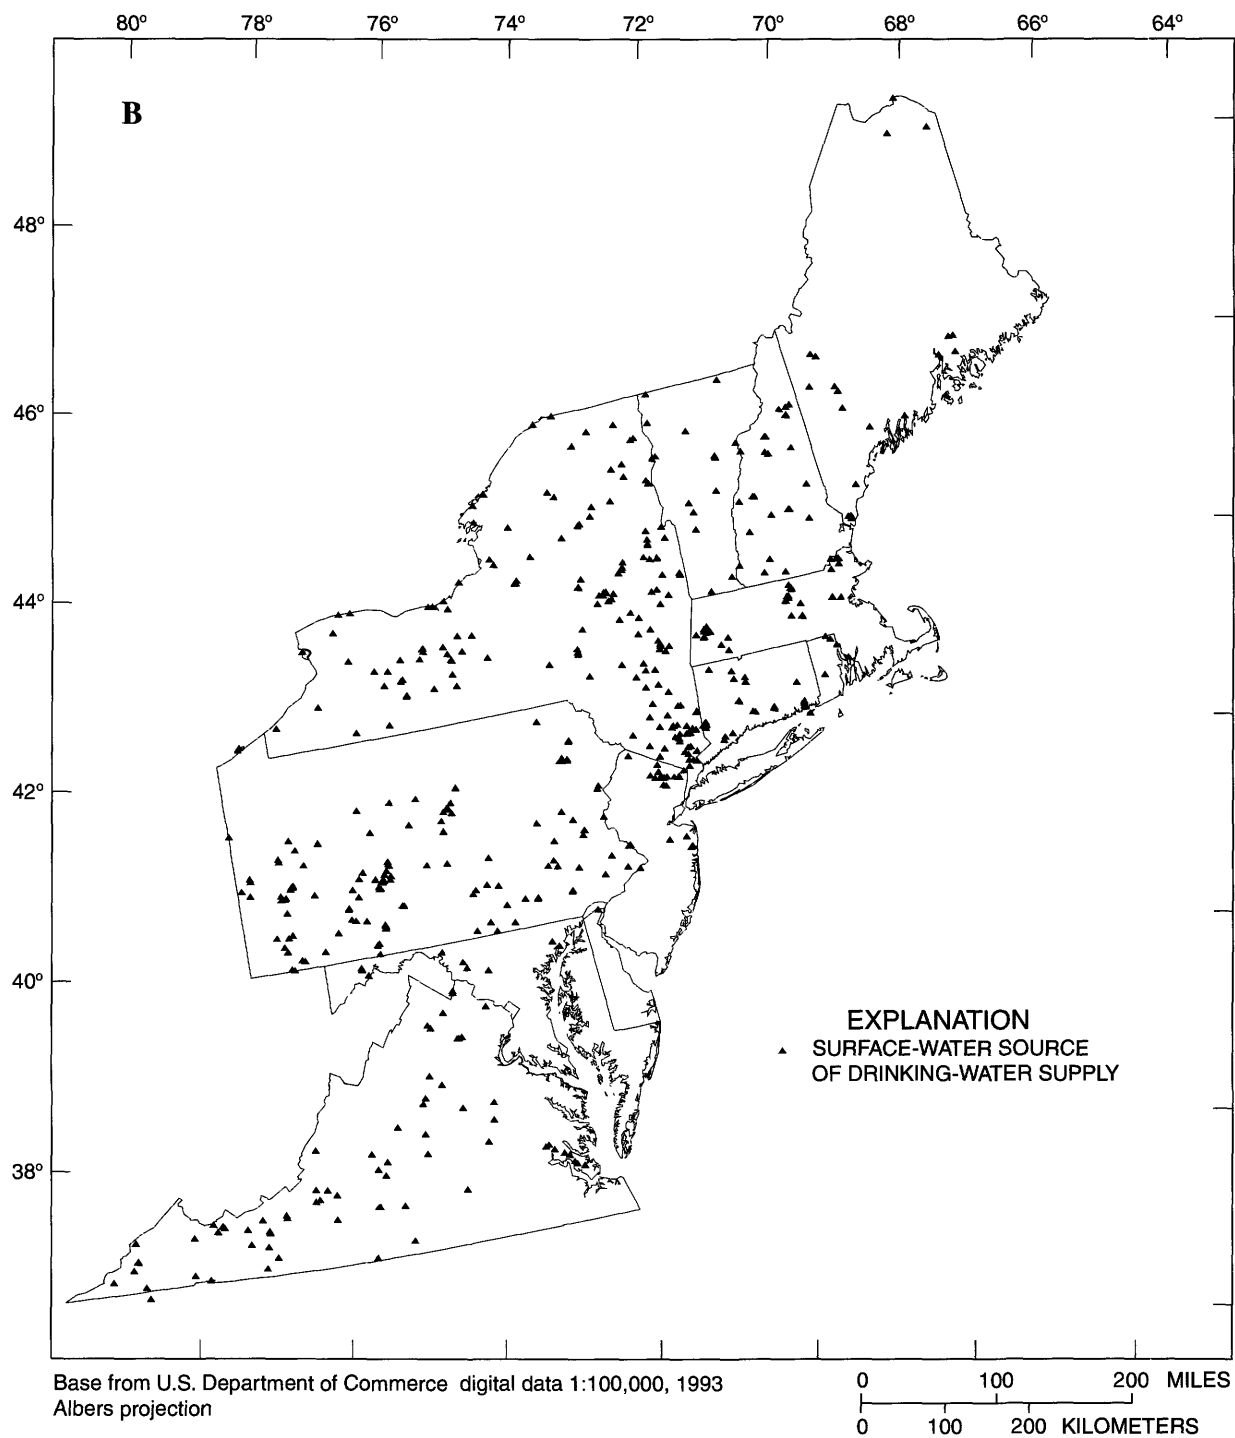 80° 78° 76° 74° 72° 70° 68° 66° 64°
B
48°
46°
44°
42°
40°
EXPLANATION
SURFACE-WATER SOURCE
OF DRINKING-WATER SUPPLY
38°
Base from U.S. Department of Commerce digital data 1:100,000, 1993
Albers projection
0 100 200 MILES
0 100 200 KILOMETERS